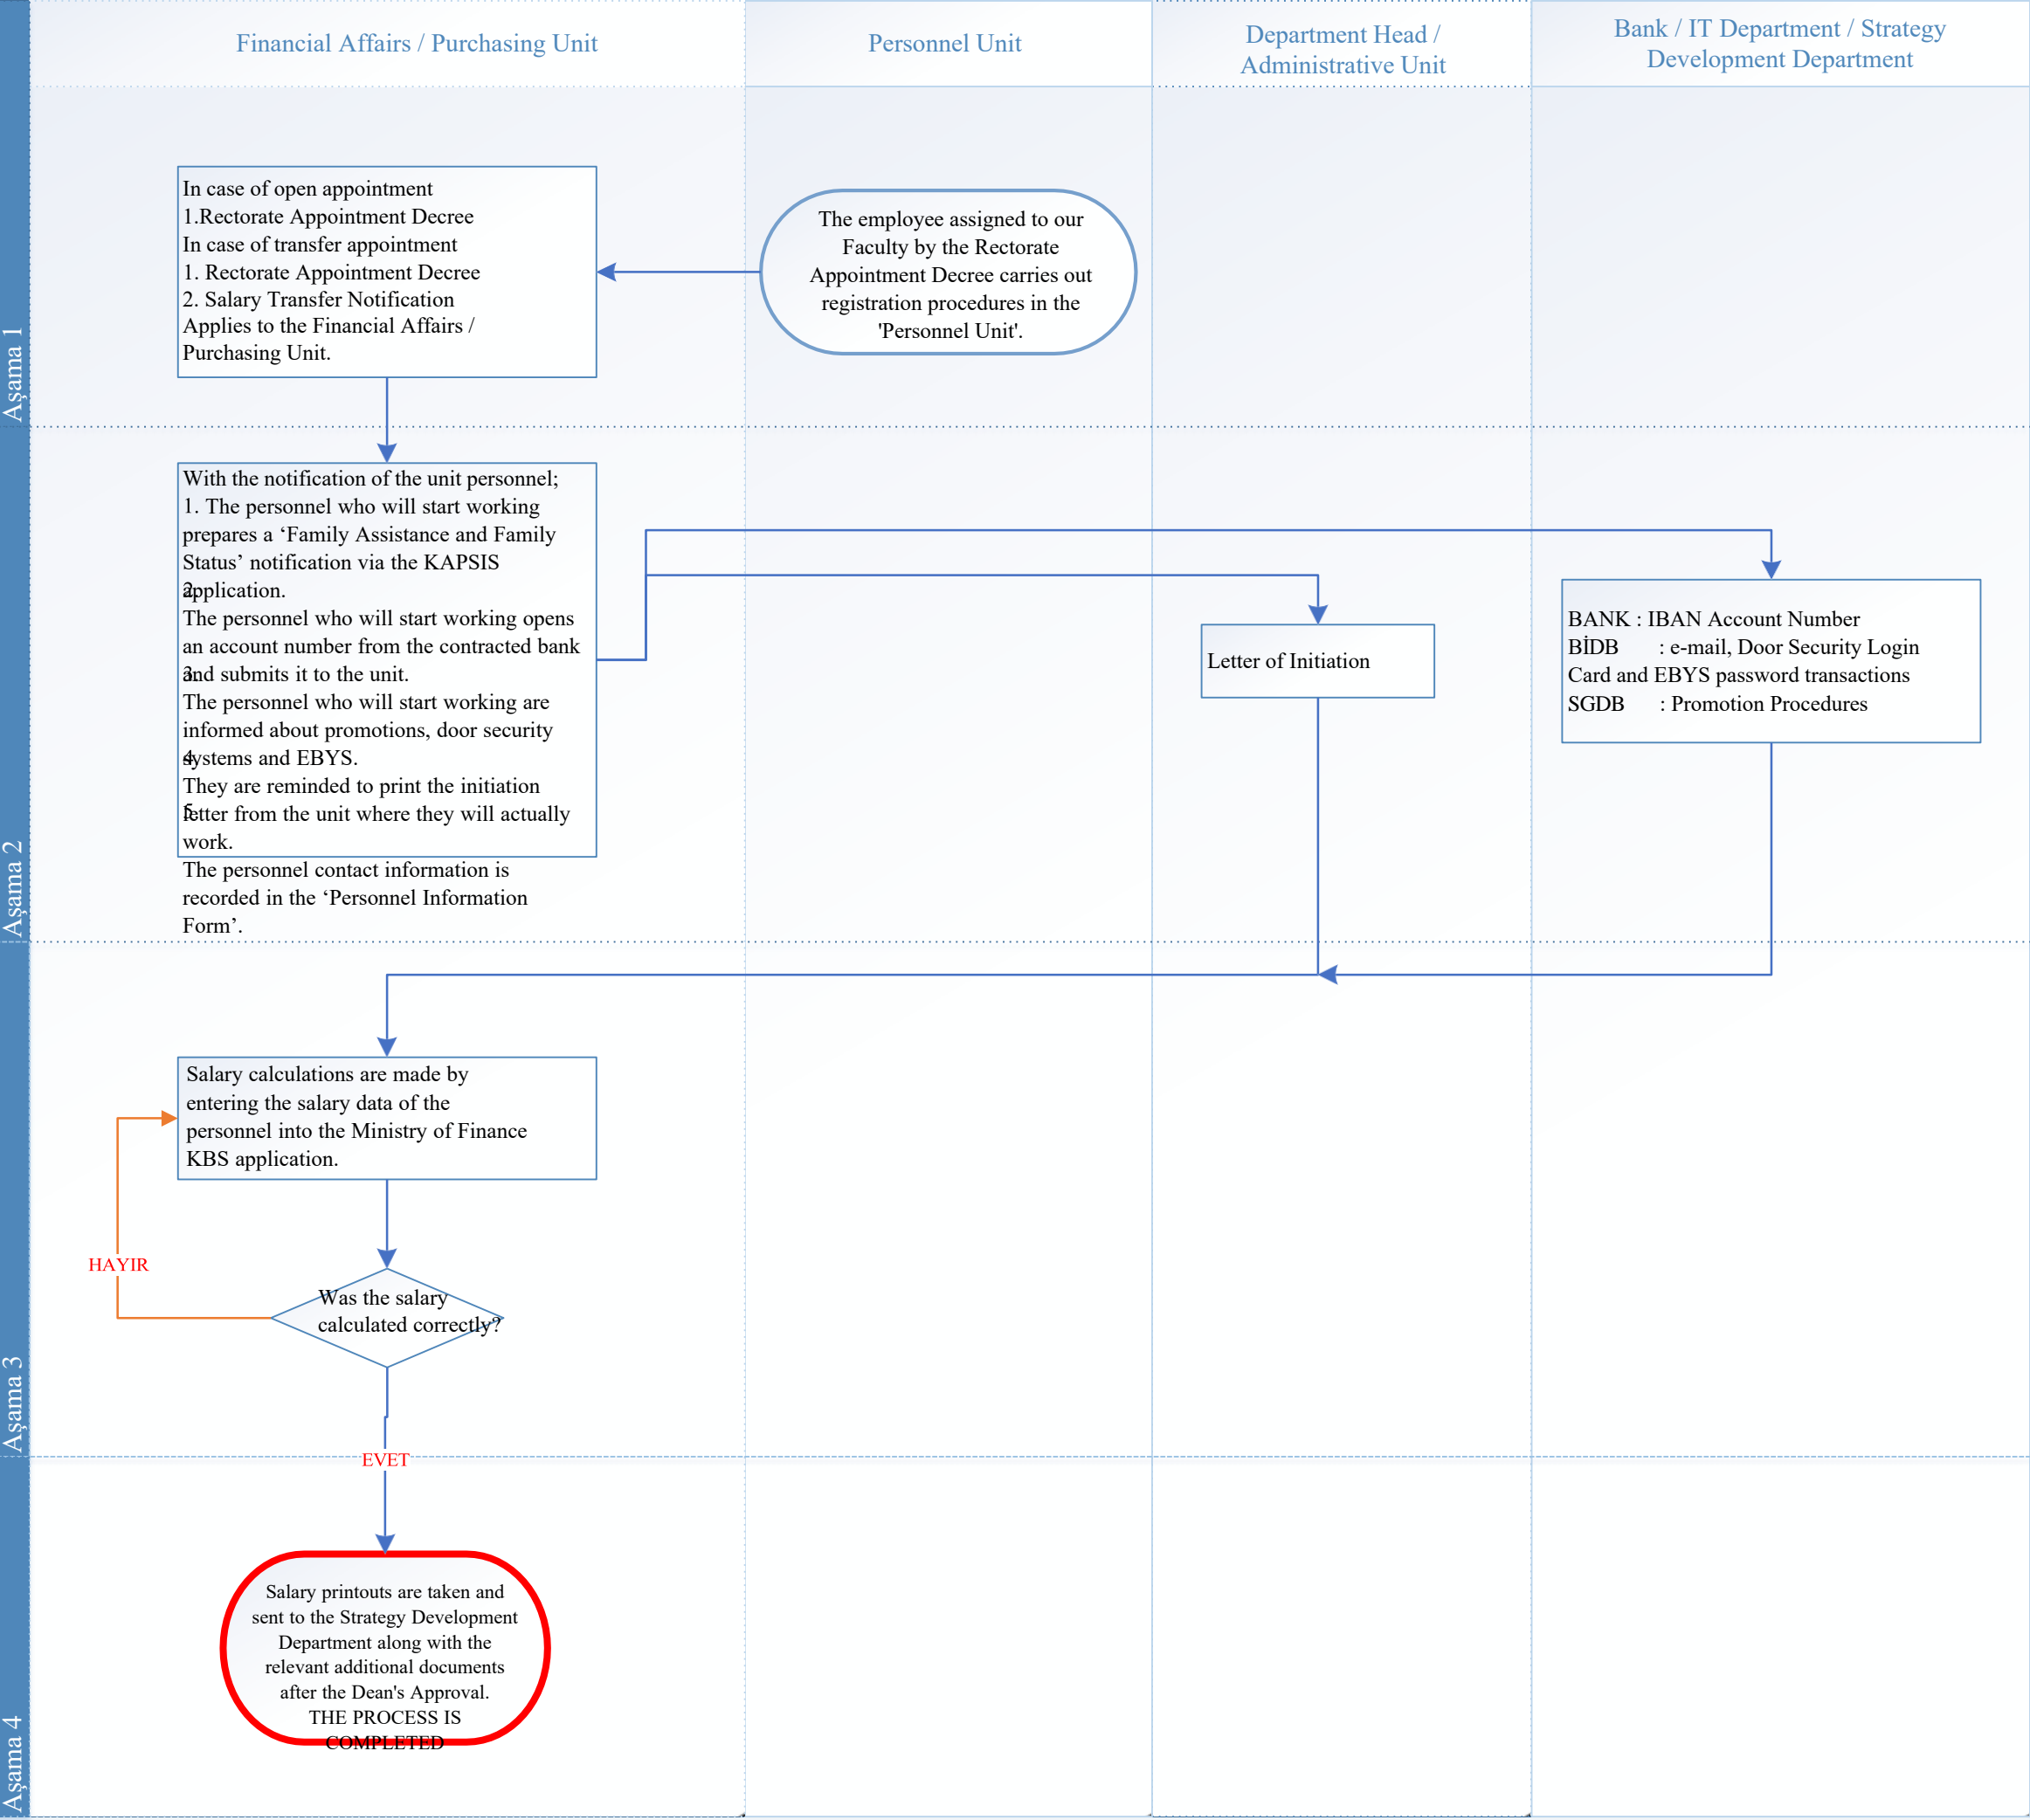 Financial Affairs / Purchasing Unit
Personnel Unit
Department Head /
Administrative Unit
Bank / IT Department / Strategy
Development Department
Aşama 1
In case of open appointment
1.Rectorate Appointment Decree
In case of transfer appointment
1. Rectorate Appointment Decree
2. Salary Transfer Notification
Applies to the Financial Affairs /
Purchasing Unit.
The employee assigned to our
Faculty by the Rectorate
Appointment Decree carries out
registration procedures in the
'Personnel Unit'.
Aşama 2
With the notification of the unit personnel;
1. The personnel who will start working
prepares a ‘Family Assistance and Family
Status’ notification via the KAPSIS
application.
2.
The personnel who will start working opens
an account number from the contracted bank
and submits it to the unit.
3.
The personnel who will start working are
informed about promotions, door security
systems and EBYS.
4.
They are reminded to print the initiation
letter from the unit where they will actually
5.
work.
The personnel contact information is
recorded in the ‘Personnel Information
Form’.
Letter of Initiation
BANK : IBAN Account Number
BİDB : e-mail, Door Security Login
Card and EBYS password transactions
SGDB : Promotion Procedures
Aşama 3
Salary calculations are made by
entering the salary data of the
personnel into the Ministry of Finance
KBS application.
HAYIR
Was the salary
calculated correctly?
EVET
Aşama 4
Salary printouts are taken and
sent to the Strategy Development
Department along with the
relevant additional documents
after the Dean's Approval.
THE PROCESS IS
COMPLETED